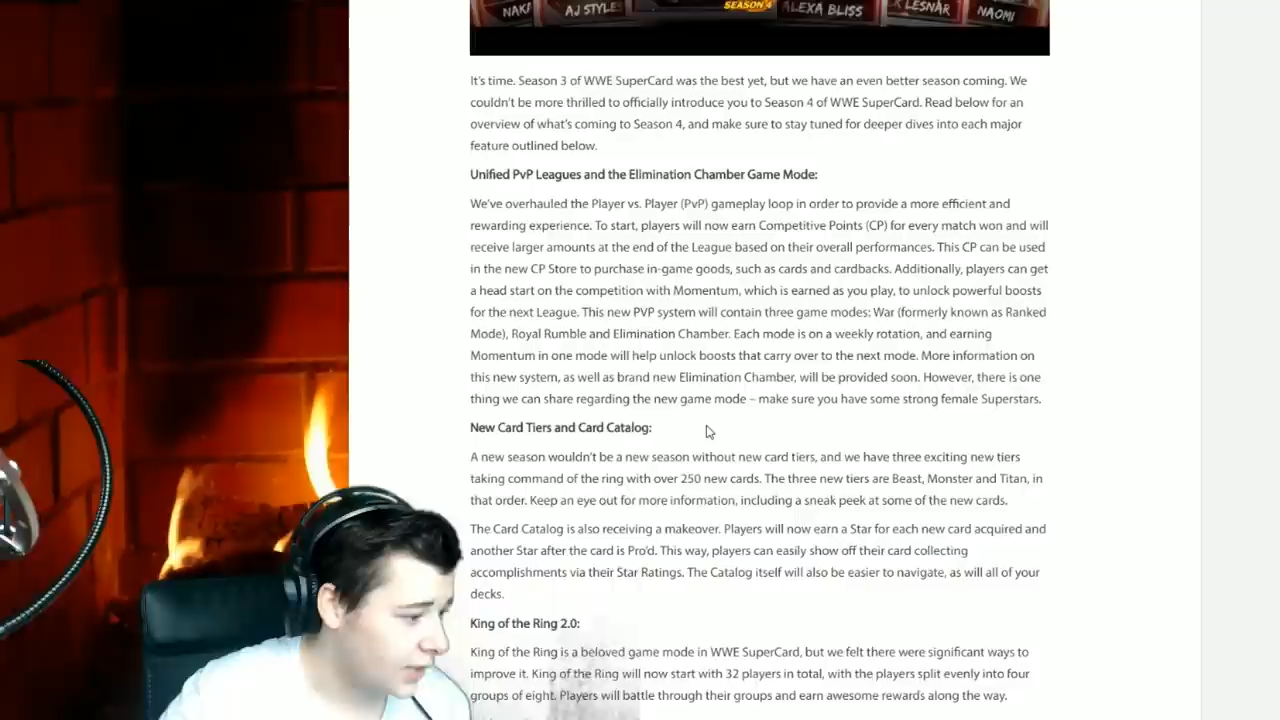 NAKA AJ STYLES SEASON 4 ALEXA BLISS LESNAR NAOMI
It's time. Season 3 of WWE SuperCard was the best yet, but we have an even better season coming. We
couldn't be more thrilled to officially introduce you to Season 4 of WWE SuperCard. Read below for an
overview of what's coming to Season 4, and make sure to stay tuned for deeper dives into each major
feature outlined below.
Unified PvP Leagues and the Elimination Chamber Game Mode:
We've overhauled the Player vs. Player (PvP) gameplay loop in order to provide a more efficient and
rewarding experience. To start, players will now earn Competitive Points (CP) for every match won and will
receive larger amounts at the end of the League based on their overall performances. This CP can be used
in the new CP Store to purchase in-game goods, such as cards and cardbacks. Additionally, players can get
a head start on the competition with Momentum, which is earned as you play, to unlock powerful boosts
for the next League. This new PVP system will contain three game modes: War (formerly known as Ranked
Mode), Royal Rumble and Elimination Chamber. Each mode is on a weekly rotation, and earning
Momentum in one mode will help unlock boosts that carry over to the next mode. More information on
this new system, as well as brand new Elimination Chamber, will be provided soon. However, there is one
thing we can share regarding the new game mode – make sure you have some strong female Superstars.
New Card Tiers and Card Catalog:
A new season wouldn't be a new season without new card tiers, and we have three exciting new tiers
taking command of the ring with over 250 new cards. The three new tiers are Beast, Monster and Titan, in
that order. Keep an eye out for more information, including a sneak peek at some of the new cards.
The Card Catalog is also receiving a makeover. Players will now earn a Star for each new card acquired and
another Star after the card is Pro'd. This way, players can easily show off their card collecting
accomplishments via their Star Ratings. The Catalog itself will also be easier to navigate, as will all of your
decks.
King of the Ring 2.0:
King of the Ring is a beloved game mode in WWE SuperCard, but we felt there were significant ways to
improve it. King of the Ring will now start with 32 players in total, with the players split evenly into four
groups of eight. Players will battle through their groups and earn awesome rewards along the way.